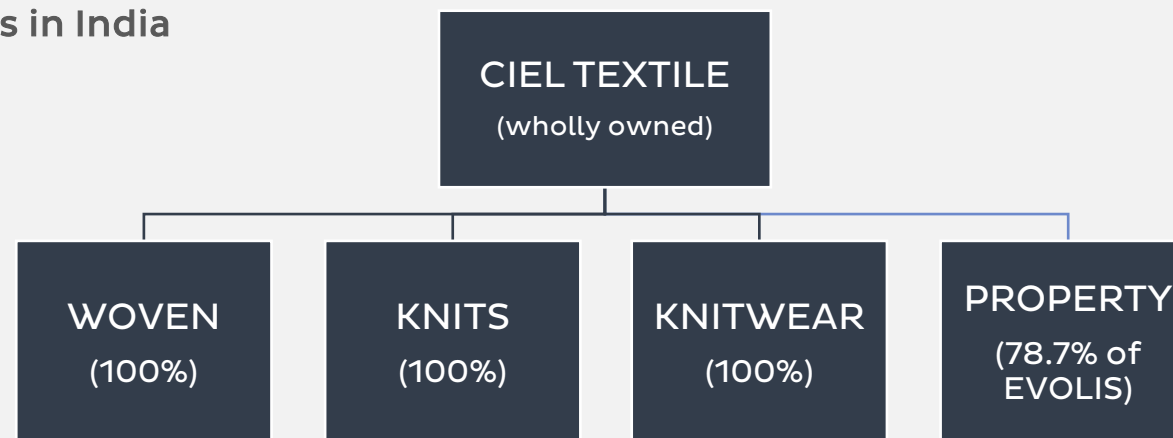 s in India
CIEL TEXTILE
(wholly owned)
WOVEN
(100%)
KNITS
(100%)
KNITWEAR
(100%)
PROPERTY
(78.7% of
EVOLIS)